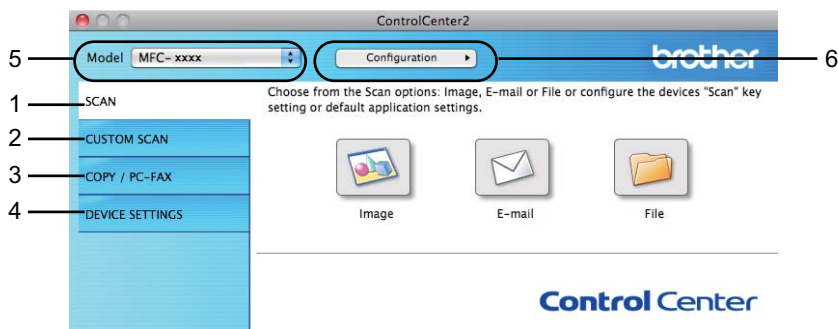 ControlCenter2
5
Model MFC- xxxx
Configuration
brother
6
1
SCAN
Choose from the Scan options: Image, E-mail or File or configure the devices "Scan" key
setting or default application settings.
2
CUSTOM SCAN
3
COPY / PC-FAX
4
DEVICE SETTINGS
Image
E-mail
File
Control Center